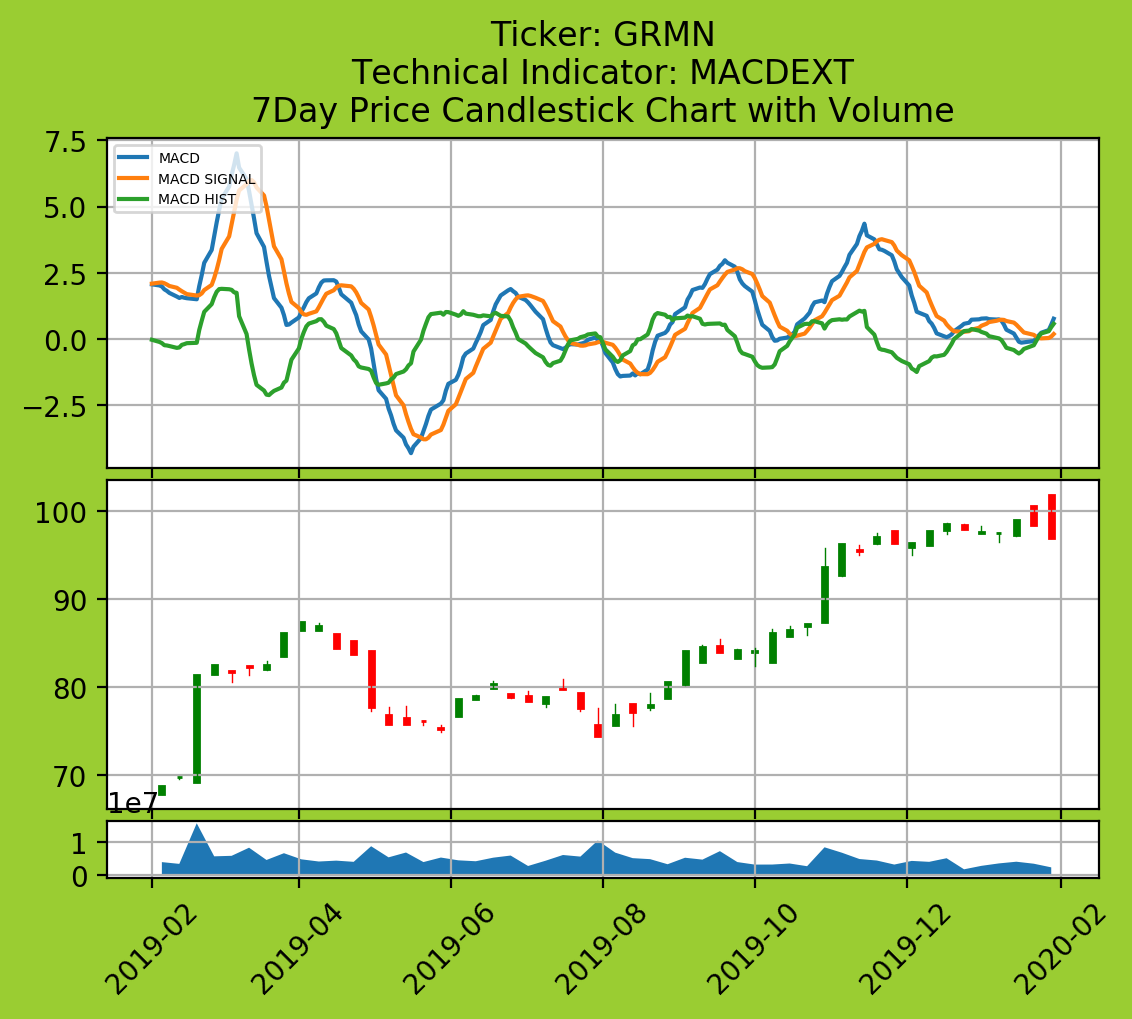 Ticker: GRMN
Technical Indicator: MACDEXT
7Day Price Candlestick Chart with Volume
7.5
5.0
2.5
0.0
−2.5
MACD
MACD SIGNAL
MACD HIST
100
90
80
70
1e7
1
0
2019-02
2019-04
2019-06
2019-08
2019-10
2019-12
2020-02